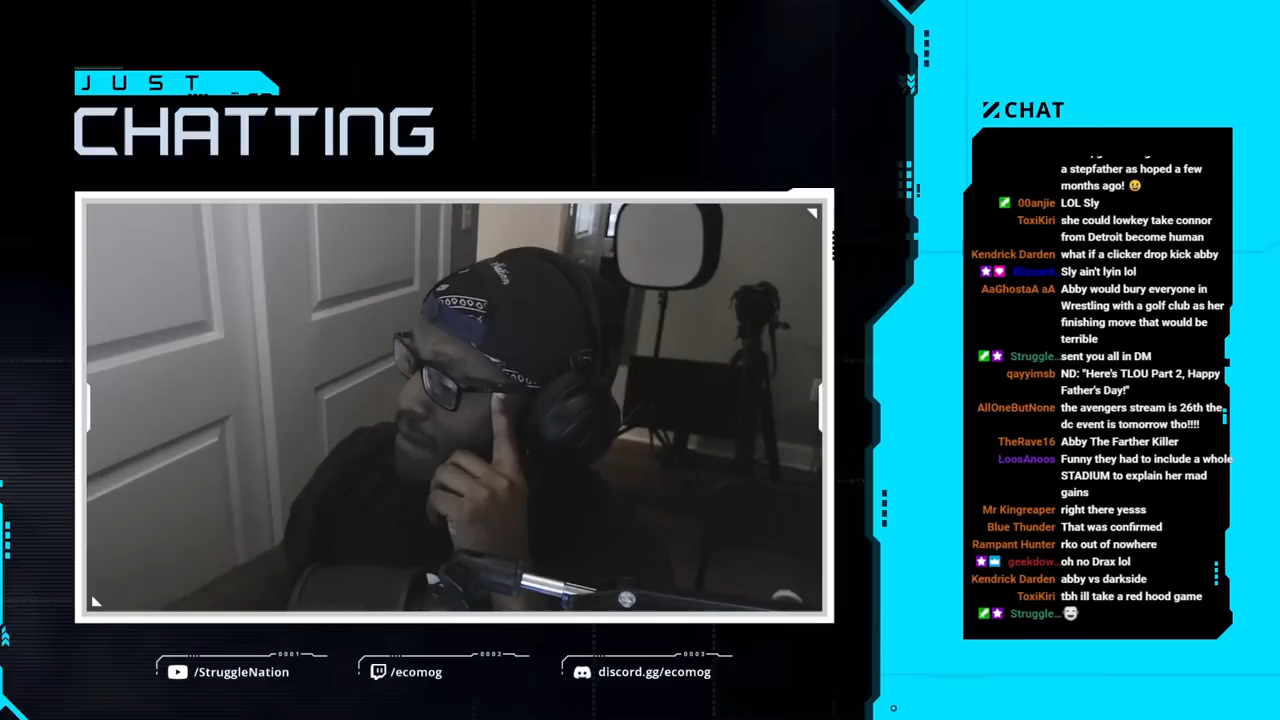 JUST
CHATTING
Nation
/StruggleNation
/ecomog
discord.gg/ecomog
0001
0002
0003
CHAT
a stepfather as hoped a few
months ago!
00anjie LOL Sly
ToxiKiri she could lowkey take connor
from Detroit become human
Kendrick Darden what if a clicker drop kick abby
Blizzard Sly ain't lyin lol
AaGhostaA aA Abby would bury everyone in
Wrestling with a golf club as her
finishing move that would be
terrible
Struggle... sent you all in DM
qayyimsb ND: "Here's TLOU Part 2, Happy
Father's Day!"
AllOneButNone the avengers stream is 26th the
dc event is tomorrow tho!!!!
TheRave16 Abby The Farther Killer
LoosAnoos Funny they had to include a whole
STADIUM to explain her mad
gains
Mr Kingreaper right there yesss
Blue Thunder That was confirmed
Rampant Hunter rko out of nowhere
geekdow... oh no Drax lol
Kendrick Darden abby vs darkside
ToxiKiri tbh ill take a red hood game
Struggle...